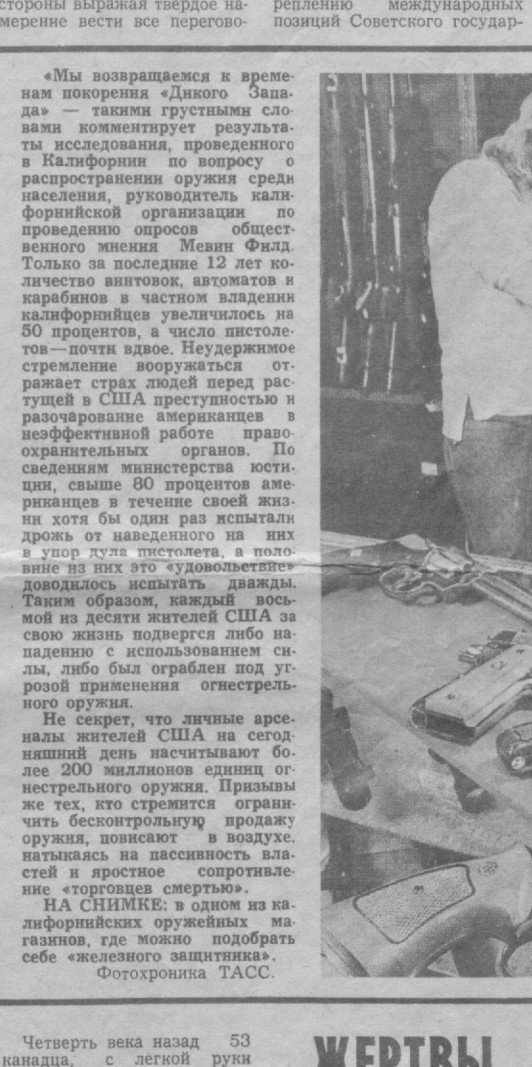 стороны выражая твердое на-
мерение вести все перегово-
реплению международных
позиций Советского государ-
«Мы возвращаемся к време-
нам покорения «Дикого Запа-
да» — такими грустными сло-
вами комментирует результа-
ты исследования, проведенного
в Калифорнии по вопросу о
распространении оружия среди
населения, руководитель кали-
форнийской организации по
проведению опросов общест-
венного мнения Мевин Филд.
Только за последние 12 лет ко-
личество винтовок, автоматов и
карабинов в частном владении
калифорнийцев увеличилось на
50 процентов, а число пистоле-
тов—почти вдвое. Неудержимое
стремление вооружаться от-
ражает страх людей перед рас-
тущей в США преступностью и
разочарование американцев в
неэффективной работе право-
охранительных органов. По
сведениям министерства юсти-
ции, свыше 80 процентов аме-
риканцев в течение своей жиз-
ни хотя бы один раз испытали
дрожь от наведенного на них
в упор дула пистолета, а поло-
вине из них это «удовольствие»
доводилось испытать дважды.
Таким образом, каждый вось-
мой из десяти жителей США за
свою жизнь подвергся либо на-
падению с использованием си-
лы, либо был ограблен под уг-
розой применения огнестрель-
ного оружия.
Не секрет, что личные арсе-
налы жителей США на сегод-
няшний день насчитывают бо-
лее 200 миллионов единиц ог-
нестрельного оружия. Призывы
же тех, кто стремится ограни-
чить бесконтрольную продажу
оружия, повисают в воздухе,
натыкаясь на пассивность вла-
стей и яростное сопротивле-
ние «торговцев смертью».
НА СНИМКЕ: в одном из ка-
лифорнийских оружейных ма-
газинов, где можно подобрать
себе «железного защитника».
Фотохроника ТАСС.
Четверть века назад 53
канадца, с легкой руки
ЖЕРТВЫ